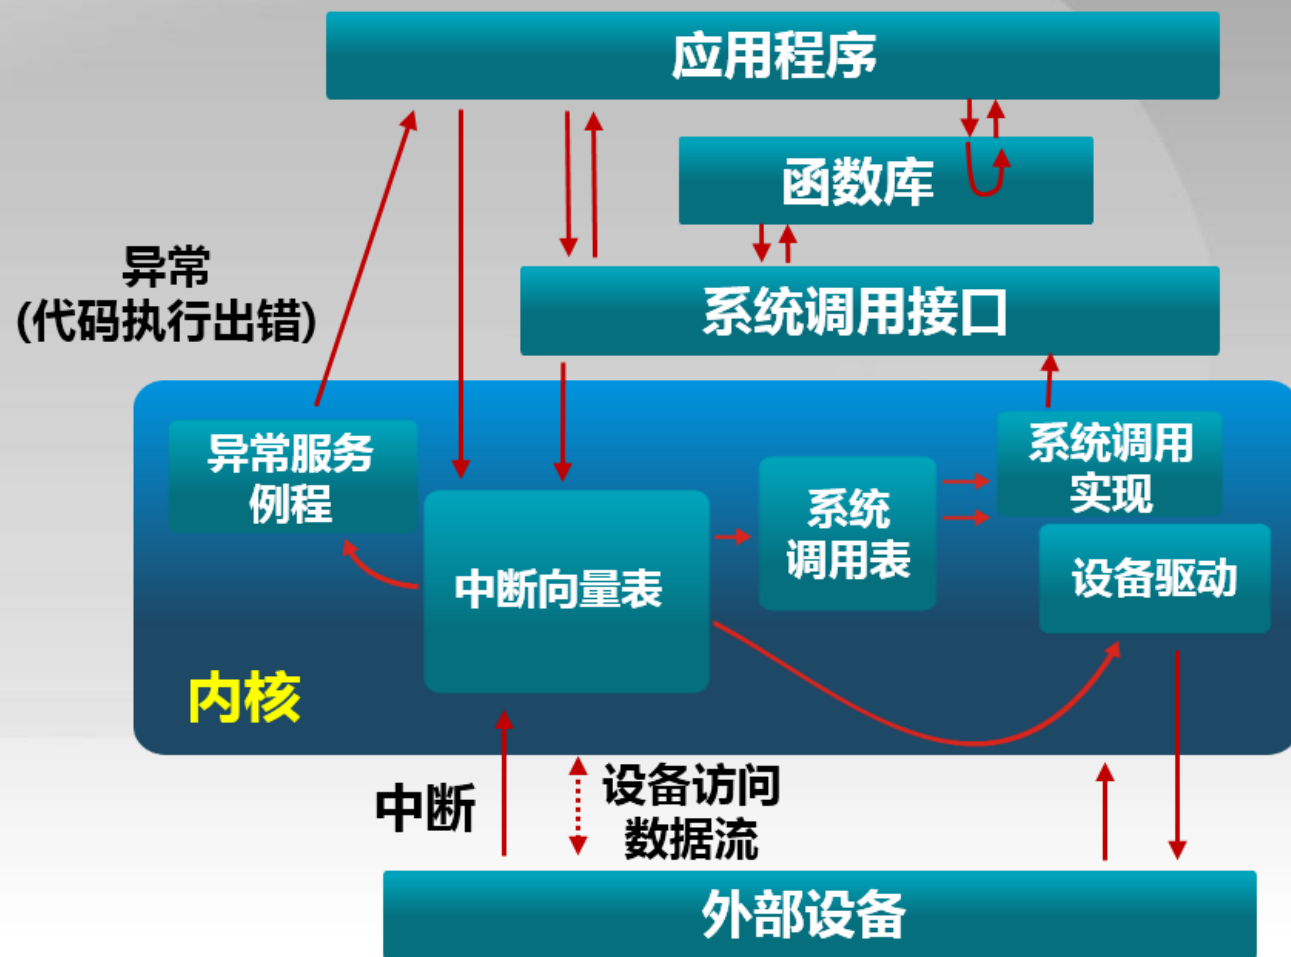 应用程序
函数库
异常
(代码执行出错)
系统调用接口
异常服务
例程
系统调用
实现
系统
调用表
中断向量表
设备驱动
内核
中断
设备访问
数据流
外部设备